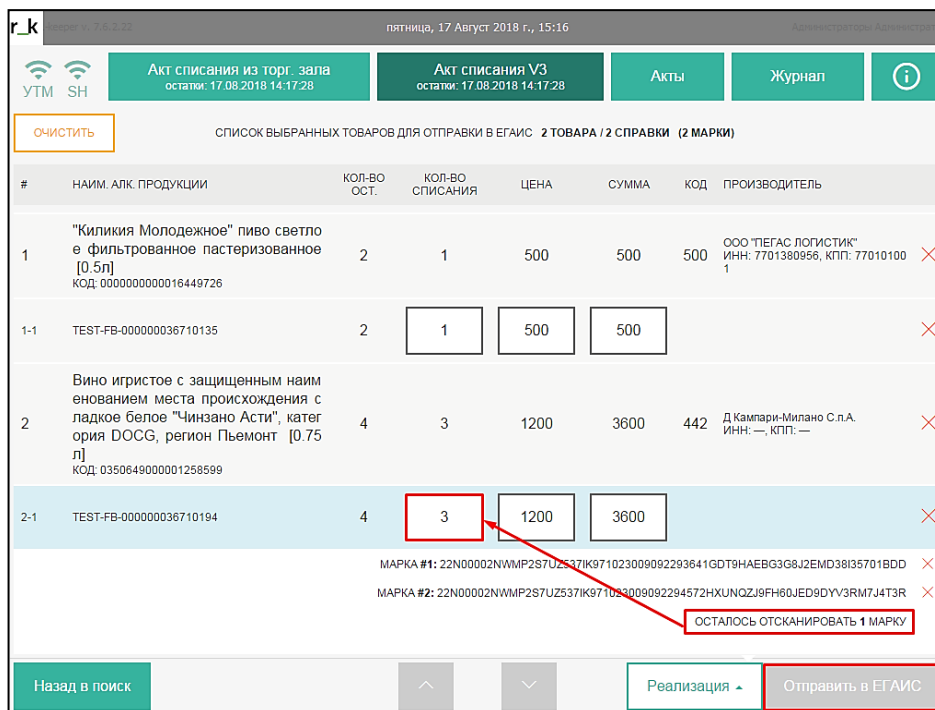 r_k
Keeper v. 7.6.2.22
пятница, 17 Август 2018 г., 15:16
Администраторы Администрат
УТМ SH
Акт списания из торг. зала
остатки: 17.08.2018 14:17:28
Акт списания V3
остатки: 17.08.2018 14:17:28
Акты
Журнал
ОЧИСТИТЬ
СПИСОК ВЫБРАННЫХ ТОВАРОВ ДЛЯ ОТПРАВКИ В ЕГАИС 2 ТОВАРА / 2 СПРАВКИ (2 МАРКИ)
# НАИМ. АЛК. ПРОДУКЦИИ КОЛ-ВО ОСТ. КОЛ-ВО СПИСАНИЯ ЦЕНА СУММА КОД ПРОИЗВОДИТЕЛЬ
1
"Киликия Молодежное" пиво светло
е фильтрованное пастеризованное
[0.5л]
КОД: 0000000000016449726
2 1 500 500 500
ООО "ПЕГАС ЛОГИСТИК"
ИНН: 7701380956, КПП: 77010100
1
1-1 TEST-FB-000000036710135 2 1 500 500
2
Вино игристое с защищенным наим
енованием места происхождения с
ладкое белое "Чинзано Асти", катег
ория DOCG, регион Пьемонт [0.75
л]
КОД: 0350649000001258599
4 3 1200 3600 442
Д Кампари-Милано С.п.А.
ИНН: —, КПП: —
2-1 TEST-FB-000000036710194 4 3 1200 3600
МАРКА #1: 22N00002NWMP2S7UZ537IK971023009092293641GDT9HAEBG3G8J2EMD38I35701BDD
МАРКА #2: 22N00002NWMP2S7UZ537IK971023009092294572HXUNQZJ9FH60JED9DYV3RM7J4T3R
ОСТАЛОСЬ ОТСКАНИРОВАТЬ 1 МАРКУ
Назад в поиск
Реализация
Отправить в ЕГАИС